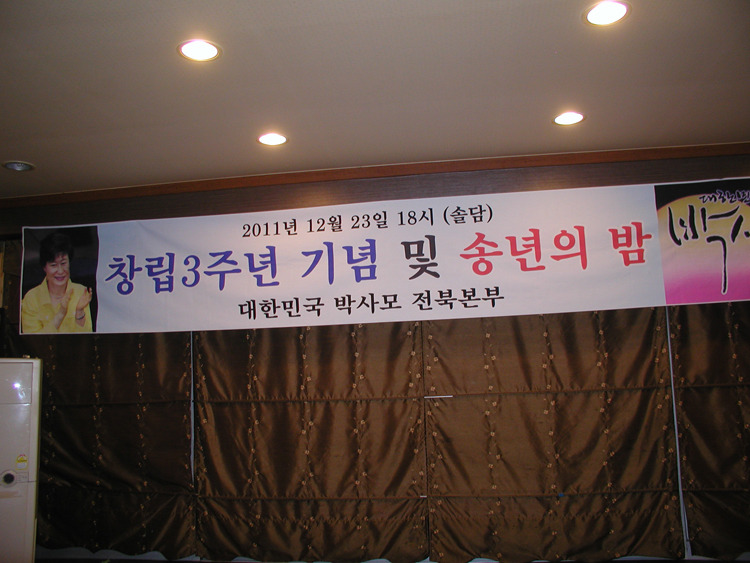 2011년 12월 23일 18시 (솔담)
창립3주년 기념 및 송년의 밤
대한민국 박사모 전북본부